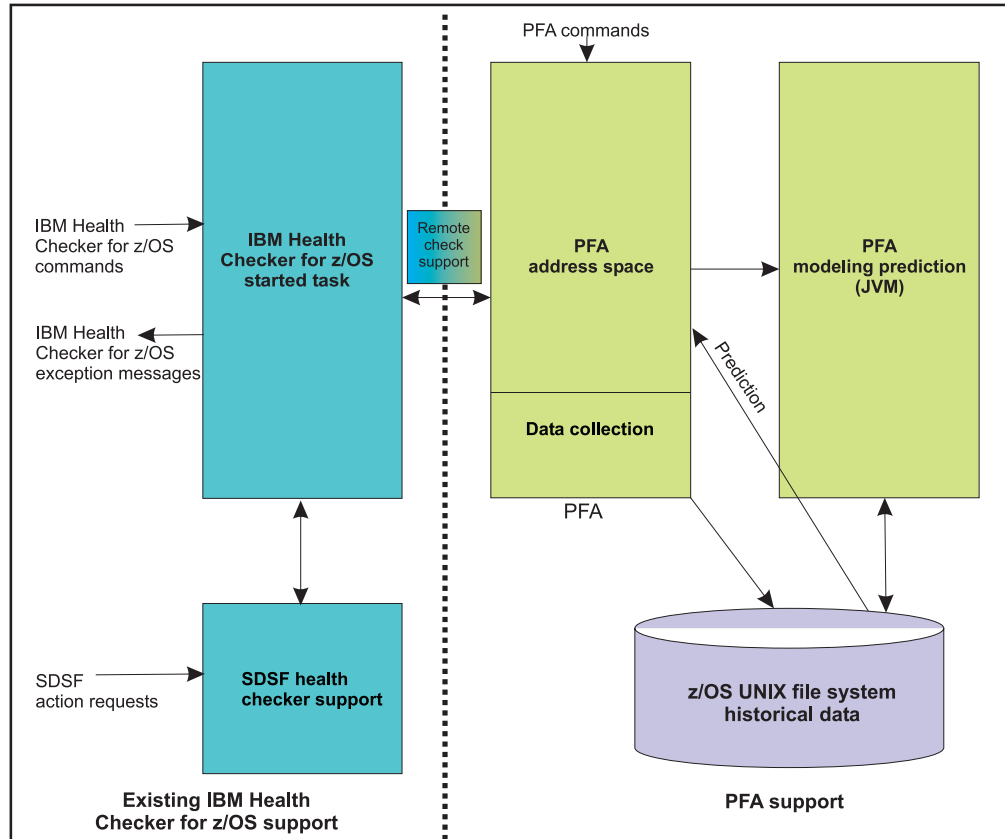 PFA commands
IBM Health
Checker for z/OS
commands
IBM Health
Checker for z/OS
exception messages
IBM Health
Checker for z/OS
started task
Remote
check
support
PFA
address space
PFA
modeling prediction
(JVM)
Prediction
Data collection
PFA
SDSF
action requests
SDSF health
checker support
z/OS UNIX file system
historical data
Existing IBM Health
Checker for z/OS support
PFA support